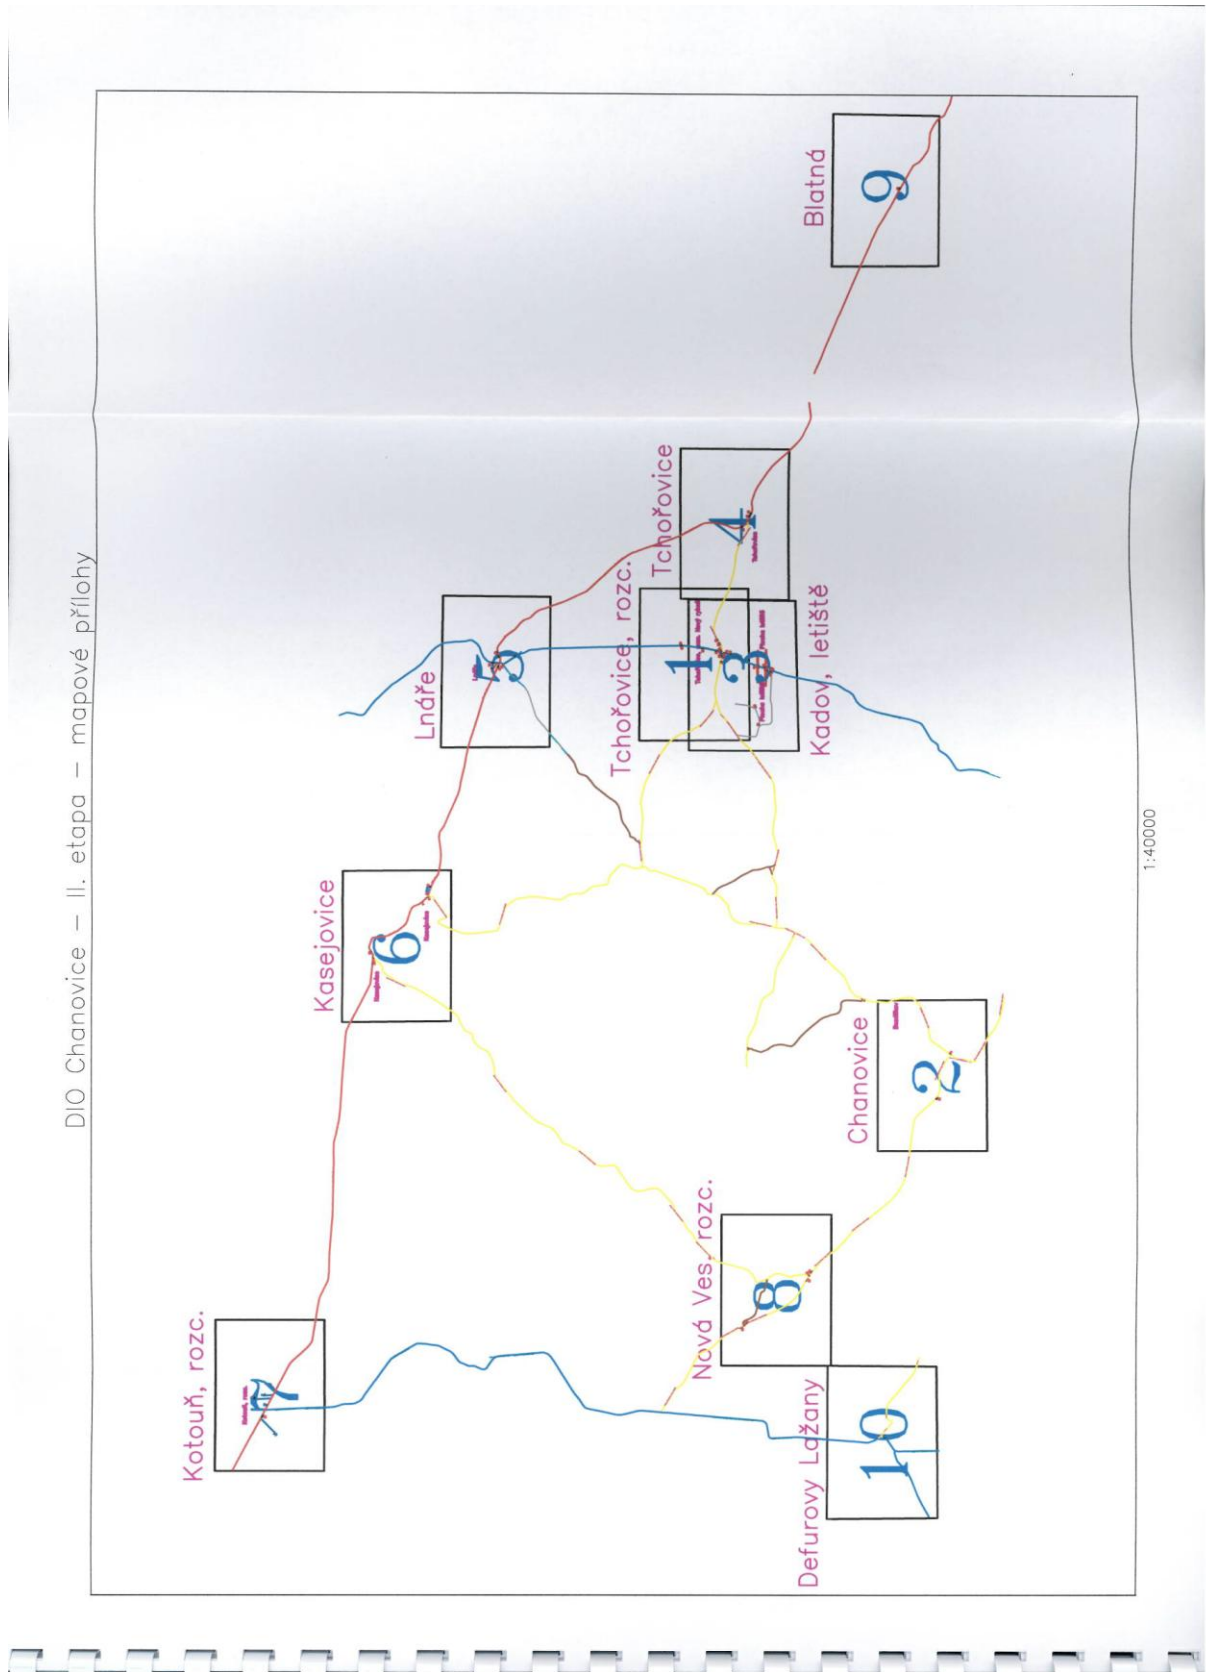 DIO Chanovice – II. etapa – mapové přílohy
Kotouň, rozc.
7
Kasejovice
6
Lnáře
5
Tchořovice, rozc.
1
Tchořovice
4
Nová Ves, rozc.
8
Kadov, letiště
3
Blatná
9
Defurovy Lažany
10
Chanovice
2
1:40000